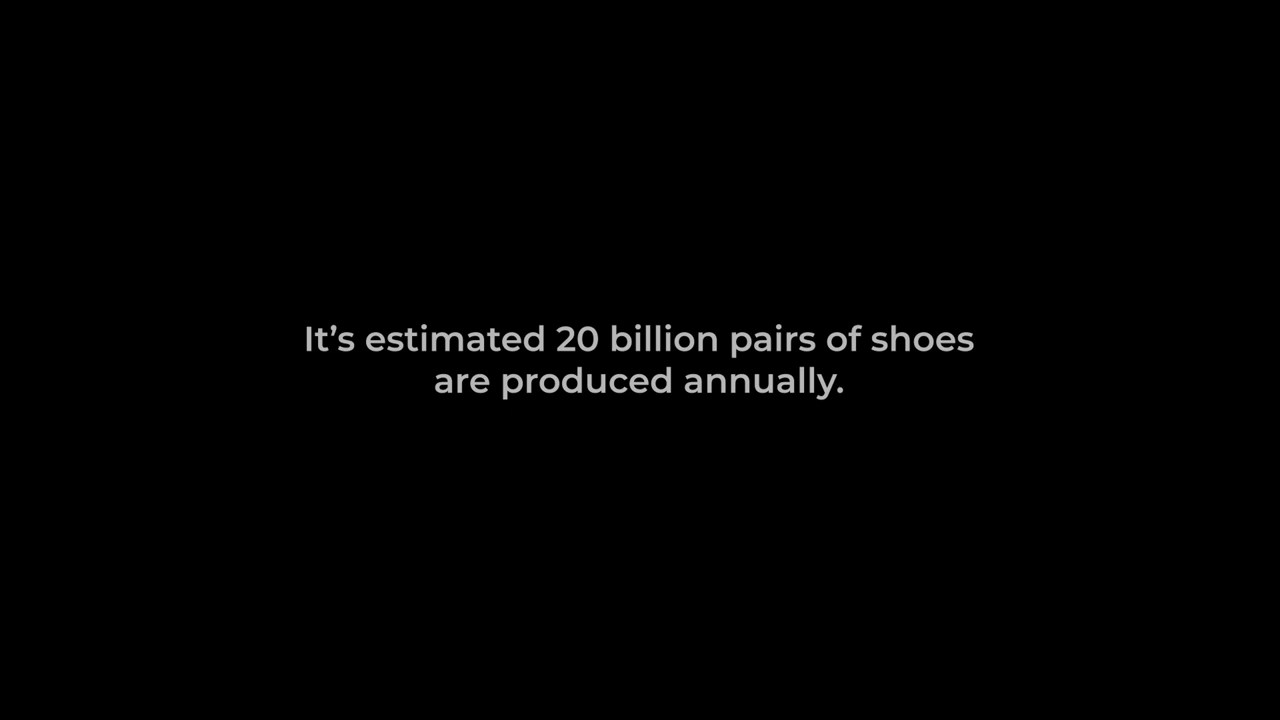 It’s estimated 20 billion pairs of shoes
are produced annually.